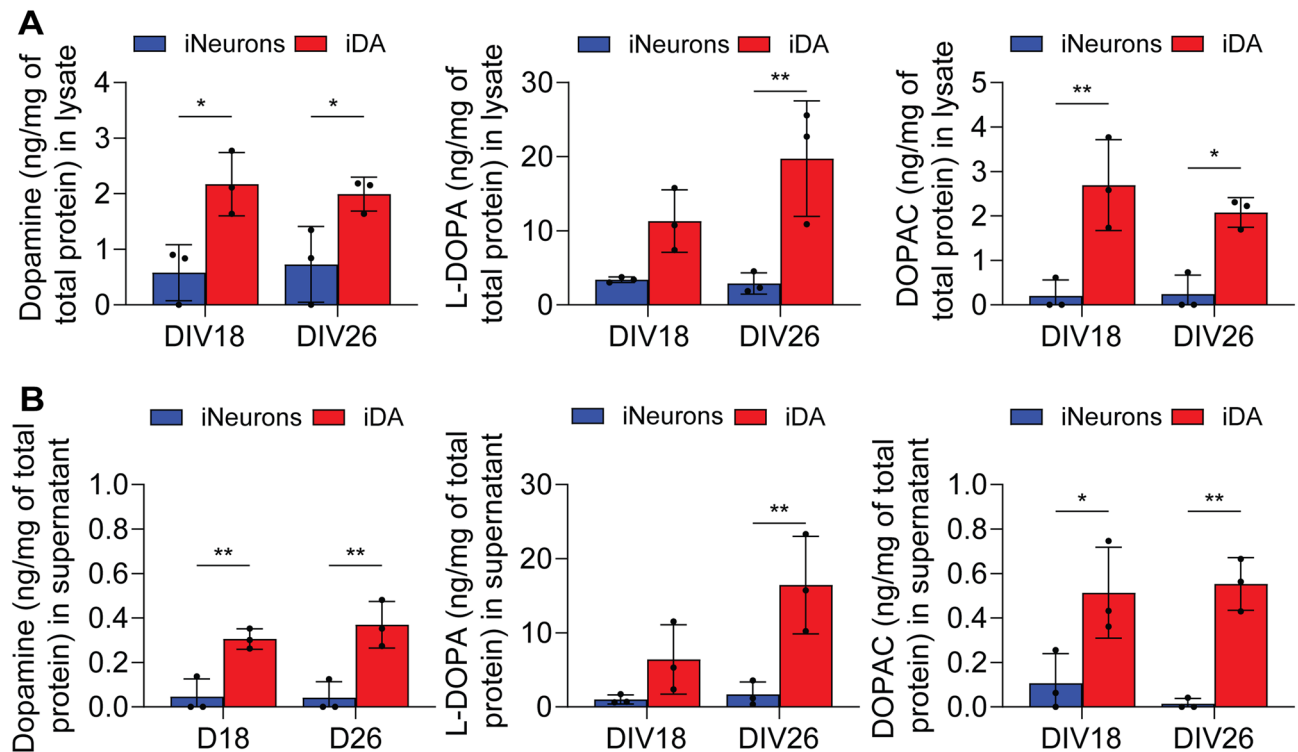 A
iNeurons iDA
Dopamine (ng/mg of
total protein) in lysate
4
3
2
1
0
*
*
DIV18 DIV26
iNeurons iDA
L-DOPA (ng/mg of
total protein) in lysate
30
20
10
0
**
DIV18 DIV26
iNeurons iDA
DOPAC (ng/mg of
total protein) in lysate
5
4
3
2
1
0
**
*
DIV18 DIV26
B
iNeurons iDA
Dopamine (ng/mg of total
protein) in supernatant
1.0
0.8
0.6
0.4
0.2
0.0
**
**
D18 D26
iNeurons iDA
L-DOPA (ng/mg of total
protein) in supernatant
30
20
10
0
**
DIV18 DIV26
iNeurons iDA
DOPAC (ng/mg of total
protein) in supernatant
1.0
0.8
0.6
0.4
0.2
0.0
*
**
DIV18 DIV26